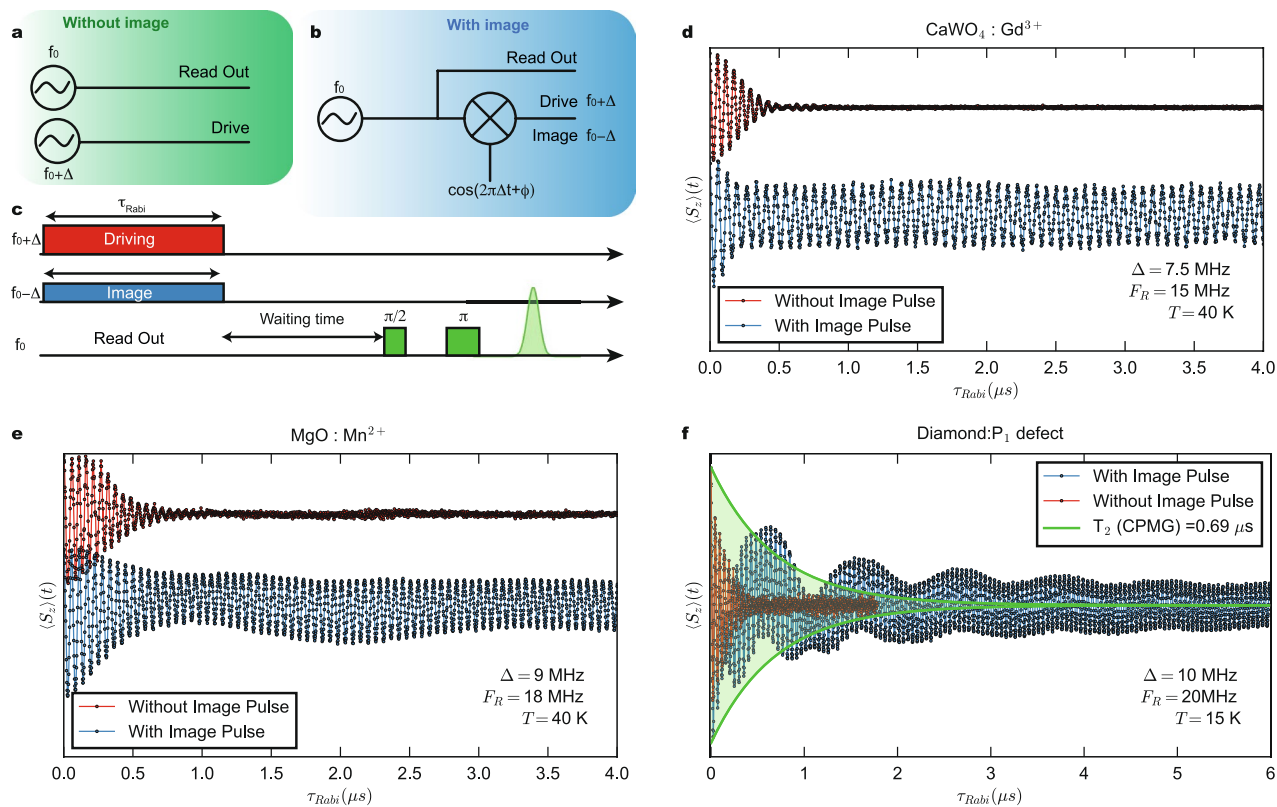 a
Without image
f₀
Read Out
Drive
f₀+Δ
b
With image
f₀
Read Out
Drive f₀+Δ
Image f₀−Δ
cos(2πΔt+ϕ)
c
τRabi
f₀+Δ
Driving
f₀−Δ
Image
Waiting time
π/2
π
f₀
Read Out
d
CaWO₄ : Gd³⁺
⟨Sz⟩(t)
Δ = 7.5 MHz
F_R = 15 MHz
T = 40 K
Without Image Pulse
With Image Pulse
0.0 0.5 1.0 1.5 2.0 2.5 3.0 3.5 4.0
τRabi(μs)
e
MgO : Mn²⁺
⟨Sz⟩(t)
Δ = 9 MHz
F_R = 18 MHz
T = 40 K
Without Image Pulse
With Image Pulse
0.0 0.5 1.0 1.5 2.0 2.5 3.0 3.5 4.0
τRabi(μs)
f
Diamond:P₁ defect
With Image Pulse
Without Image Pulse
T₂ (CPMG) =0.69 μs
⟨Sz⟩(t)
Δ = 10 MHz
F_R = 20MHz
T = 15 K
0 1 2 3 4 5 6
τRabi(μs)